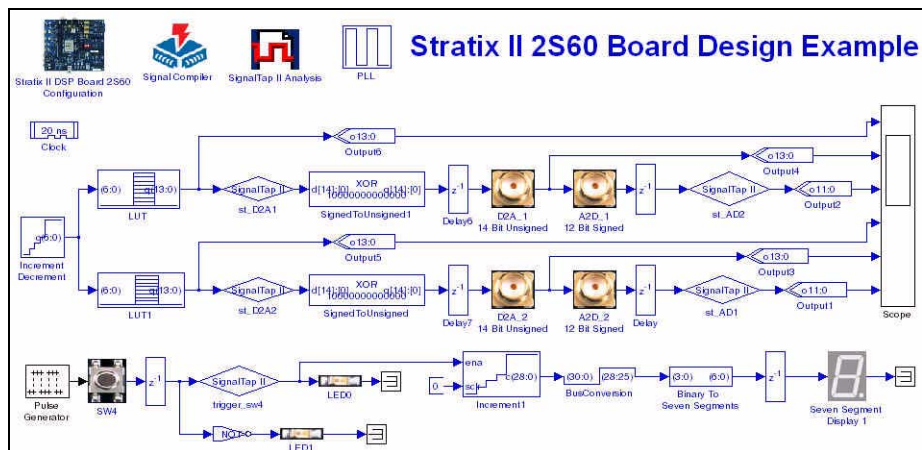 Stratix II 2S60 Board Design Example
Stratix II DSP Board 2S60
Configuration
Signal Compiler
SignalTap II Analysis
PLL
20 ns
Clock
o13:0
Output6
o13:0
Output4
(6:0)
q(13:0)
LUT
SignalTap II
st_D2A1
d[14]:[0]
XOR
q[14]:[0]
SignedToUnsigned1
z-1
Delay6
D2A_1
14 Bit Unsigned
A2D_1
12 Bit Signed
z-1
SignalTap II
st_AD2
o11:0
Output2
q(6:0)
Increment
Decrement
o13:0
Output5
o13:0
Output3
(6:0)
q(13:0)
LUT1
SignalTap II
st_D2A2
d[14]:[0]
XOR
q[14]:[0]
SignedToUnsigned
z-1
Delay7
D2A_2
14 Bit Unsigned
A2D_2
12 Bit Signed
z-1
Delay
SignalTap II
st_AD1
o11:0
Output1
Scope
Pulse
Generator
SW4
z-1
SignalTap II
trigger_sw4
LED0
NOT
LED1
0
ena
c(28:0)
Increment1
(30:0)
(28:25)
BusConversion
(3:0)
(6:0)
Binary To
Seven Segments
z-1
Seven Segment
Display 1